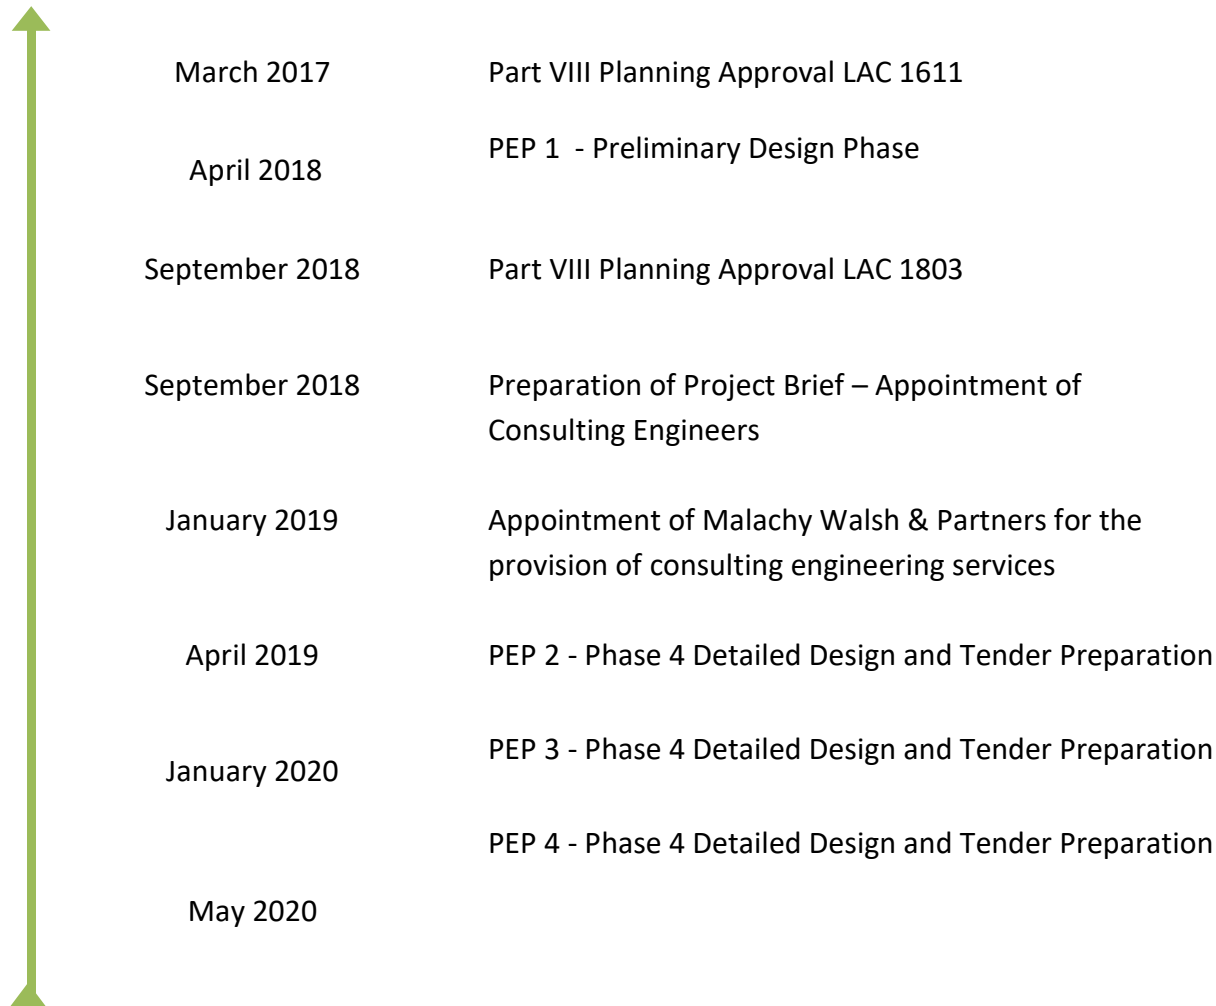 March 2017 Part VIII Planning Approval LAC 1611
April 2018 PEP 1 - Preliminary Design Phase
September 2018 Part VIII Planning Approval LAC 1803
September 2018 Preparation of Project Brief – Appointment of
Consulting Engineers
January 2019 Appointment of Malachy Walsh & Partners for the
provision of consulting engineering services
April 2019 PEP 2 - Phase 4 Detailed Design and Tender Preparation
January 2020 PEP 3 - Phase 4 Detailed Design and Tender Preparation
PEP 4 - Phase 4 Detailed Design and Tender Preparation
May 2020